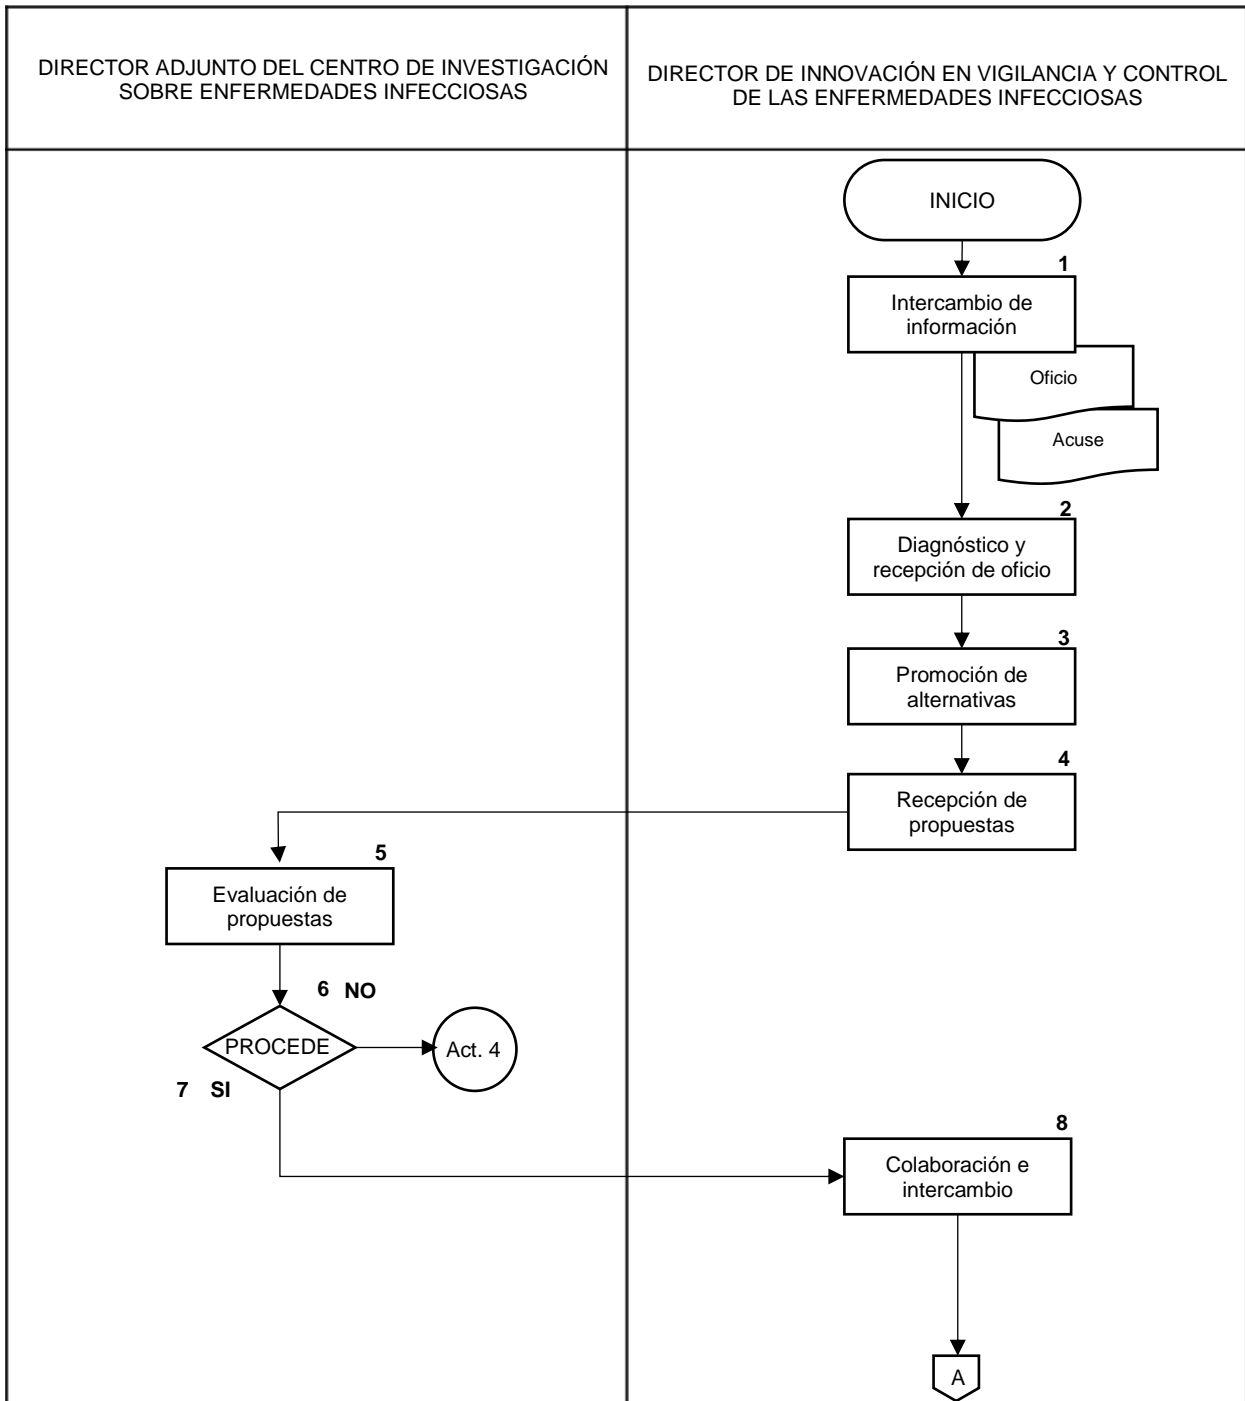 DIRECTOR ADJUNTO DEL CENTRO DE INVESTIGACIÓN
SOBRE ENFERMEDADES INFECCIOSAS
DIRECTOR DE INNOVACIÓN EN VIGILANCIA Y CONTROL
DE LAS ENFERMEDADES INFECCIOSAS
INICIO
1
Intercambio de
información
Oficio
Acuse
2
Diagnóstico y
recepción de oficio
3
Promoción de
alternativas
4
Recepción de
propuestas
5
Evaluación de
propuestas
6 NO
PROCEDE
Act. 4
7 SI
8
Colaboración e
intercambio
A